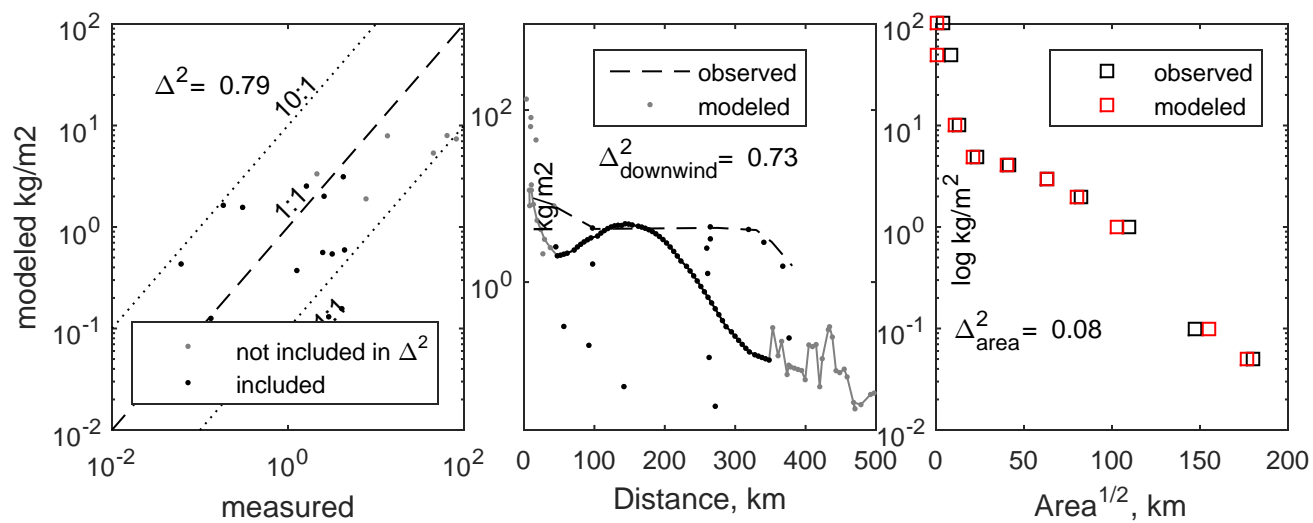 modeled kg/m2
10^2
10^1
10^0
10^-1
10^-2
Δ^2= 0.79
10:1
1:1
not included in Δ^2
included
10^-2
10^0
10^2
measured
10^2
10^0
kg/m2
observed
modeled
Δ^2_downwind= 0.73
0
100
200
300
400
500
Distance, km
10^2
10^1
10^0
10^-1
10^-2
log kg/m^2
observed
modeled
Δ^2_area= 0.08
0
50
100
150
200
Area^1/2, km